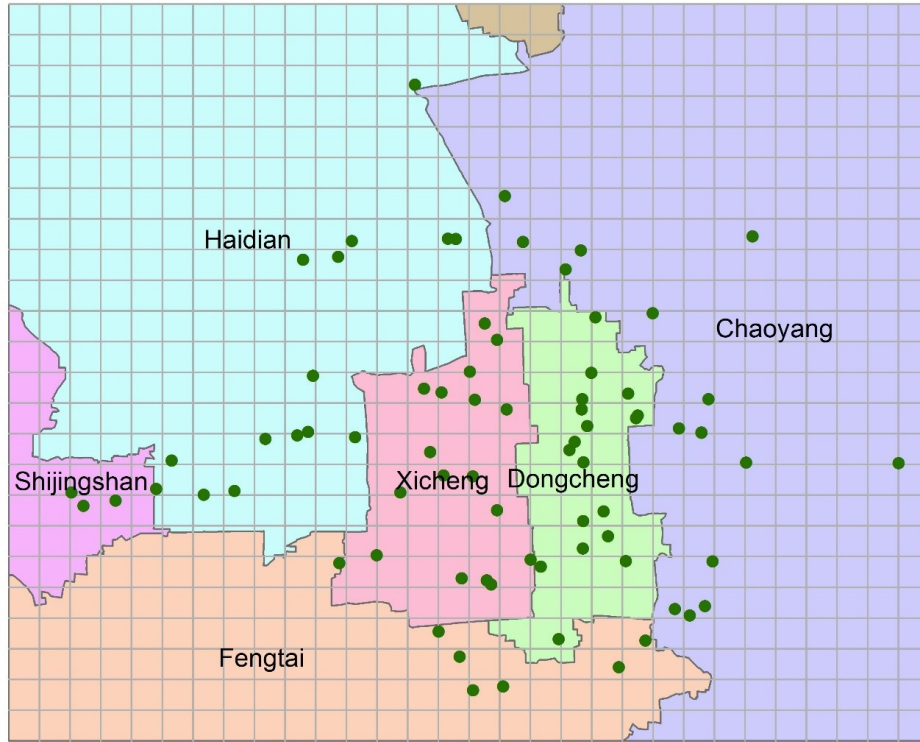 Haidian
Chaoyang
Shijingshan
Xicheng
Dongcheng
Fengtai